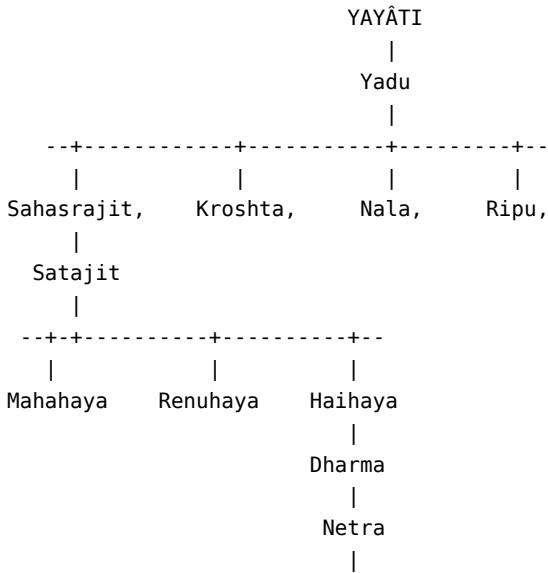 YAYÂTI
|
Yadu
|
--+------------+-----------+---------+--
| | | |
Sahasrajit, Kroshta, Nala, Ripu,
|
Satajit
|
--+-+----------+----------+--
| | |
Mahahaya Renuhaya Haihaya
|
Dharma
|
Netra
|